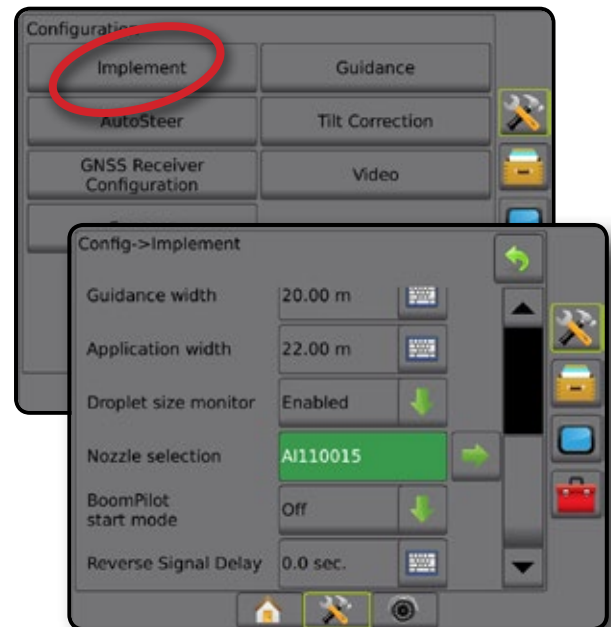 Configuration
Implement
Guidance
AutoSteer
Tilt Correction
GNSS Receiver
Configuration
Video
Config->Implement
Guidance width
20.00 m
Application width
22.00 m
Droplet size monitor
Enabled
Nozzle selection
AI110015
BoomPilot
start mode
Off
Reverse Signal Delay
0.0 sec.